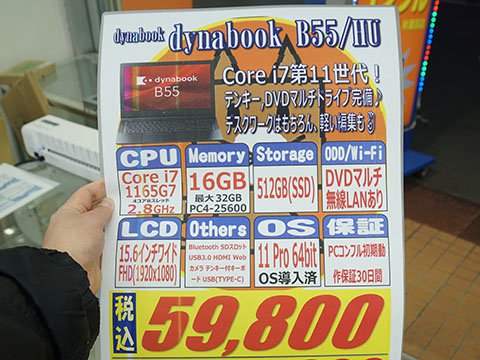 dynabook dynabook B55/HU
dynabook
B55
Core i7第11世代!
テンキー,DVDマルチドライブ完備♪
デスクワークはもちろん、軽い編集も
CPU
Core i7
1165G7
4コア8スレッド
2.8GHz
Memory
16GB
最大32GB
PC4-25600
Storage
512GB(SSD)
ODD/Wi-Fi
DVDマルチ
無線LANあり
LCD
15.6インチワイド
FHD(1920x1080)
Others
Bluetooth SDスロット
USB3.0 HDMI Web
カメラ テンキー付キーボ
ード USB(TYPE-C)
OS
11 Pro 64bit
OS導入済
保証
PCコンフル初期動
作保証30日間
税込
59,800